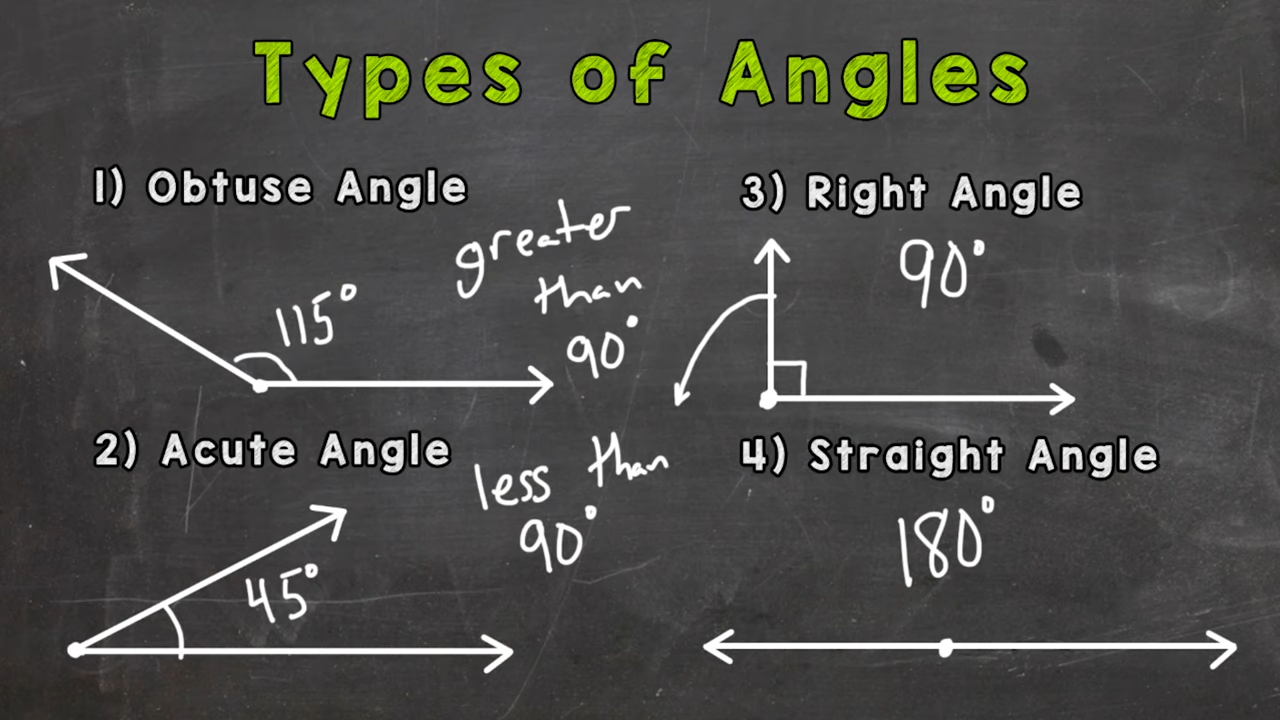 Types of Angles
1) Obtuse Angle
greater
than
90°
115°
2) Acute Angle
less than
90°
45°
3) Right Angle
90°
4) Straight Angle
180°